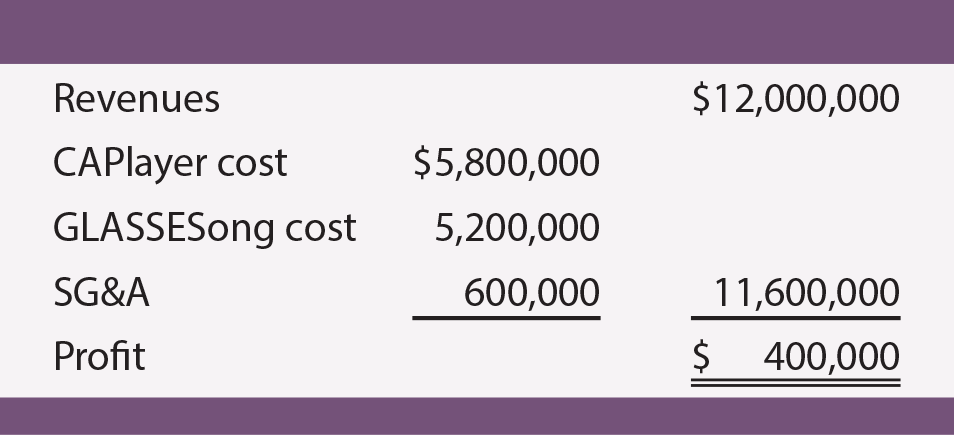 Revenues $12,000,000
CAPlayer cost $5,800,000
GLASSESong cost 5,200,000
SG&A 600,000 11,600,000
Profit $ 400,000